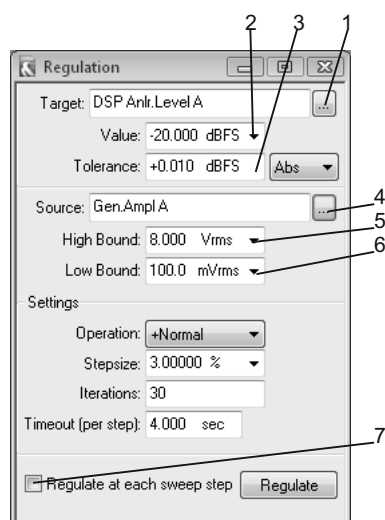 2 3 1
Regulation
Target: DSP Anlr.Level A ...
Value: -20.000 dBFS
Tolerance: +0.010 dBFS Abs
Source: Gen.Ampl A ... 4
High Bound: 8.000 Vrms 5
Low Bound: 100.0 mVrms 6
Settings
Operation: +Normal
Stepsize: 3.00000 %
Iterations: 30
Timeout (per step): 4.000 sec
7
Regulate at each sweep step Regulate